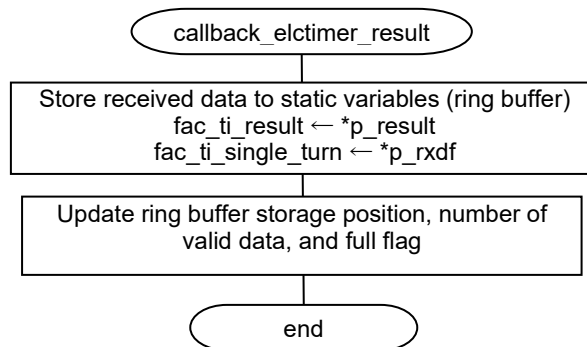 callback_elctimer_result
Store received data to static variables (ring buffer)
fac_ti_result ← *p_result
fac_ti_single_turn ← *p_rxdf
Update ring buffer storage position, number of
valid data, and full flag
end